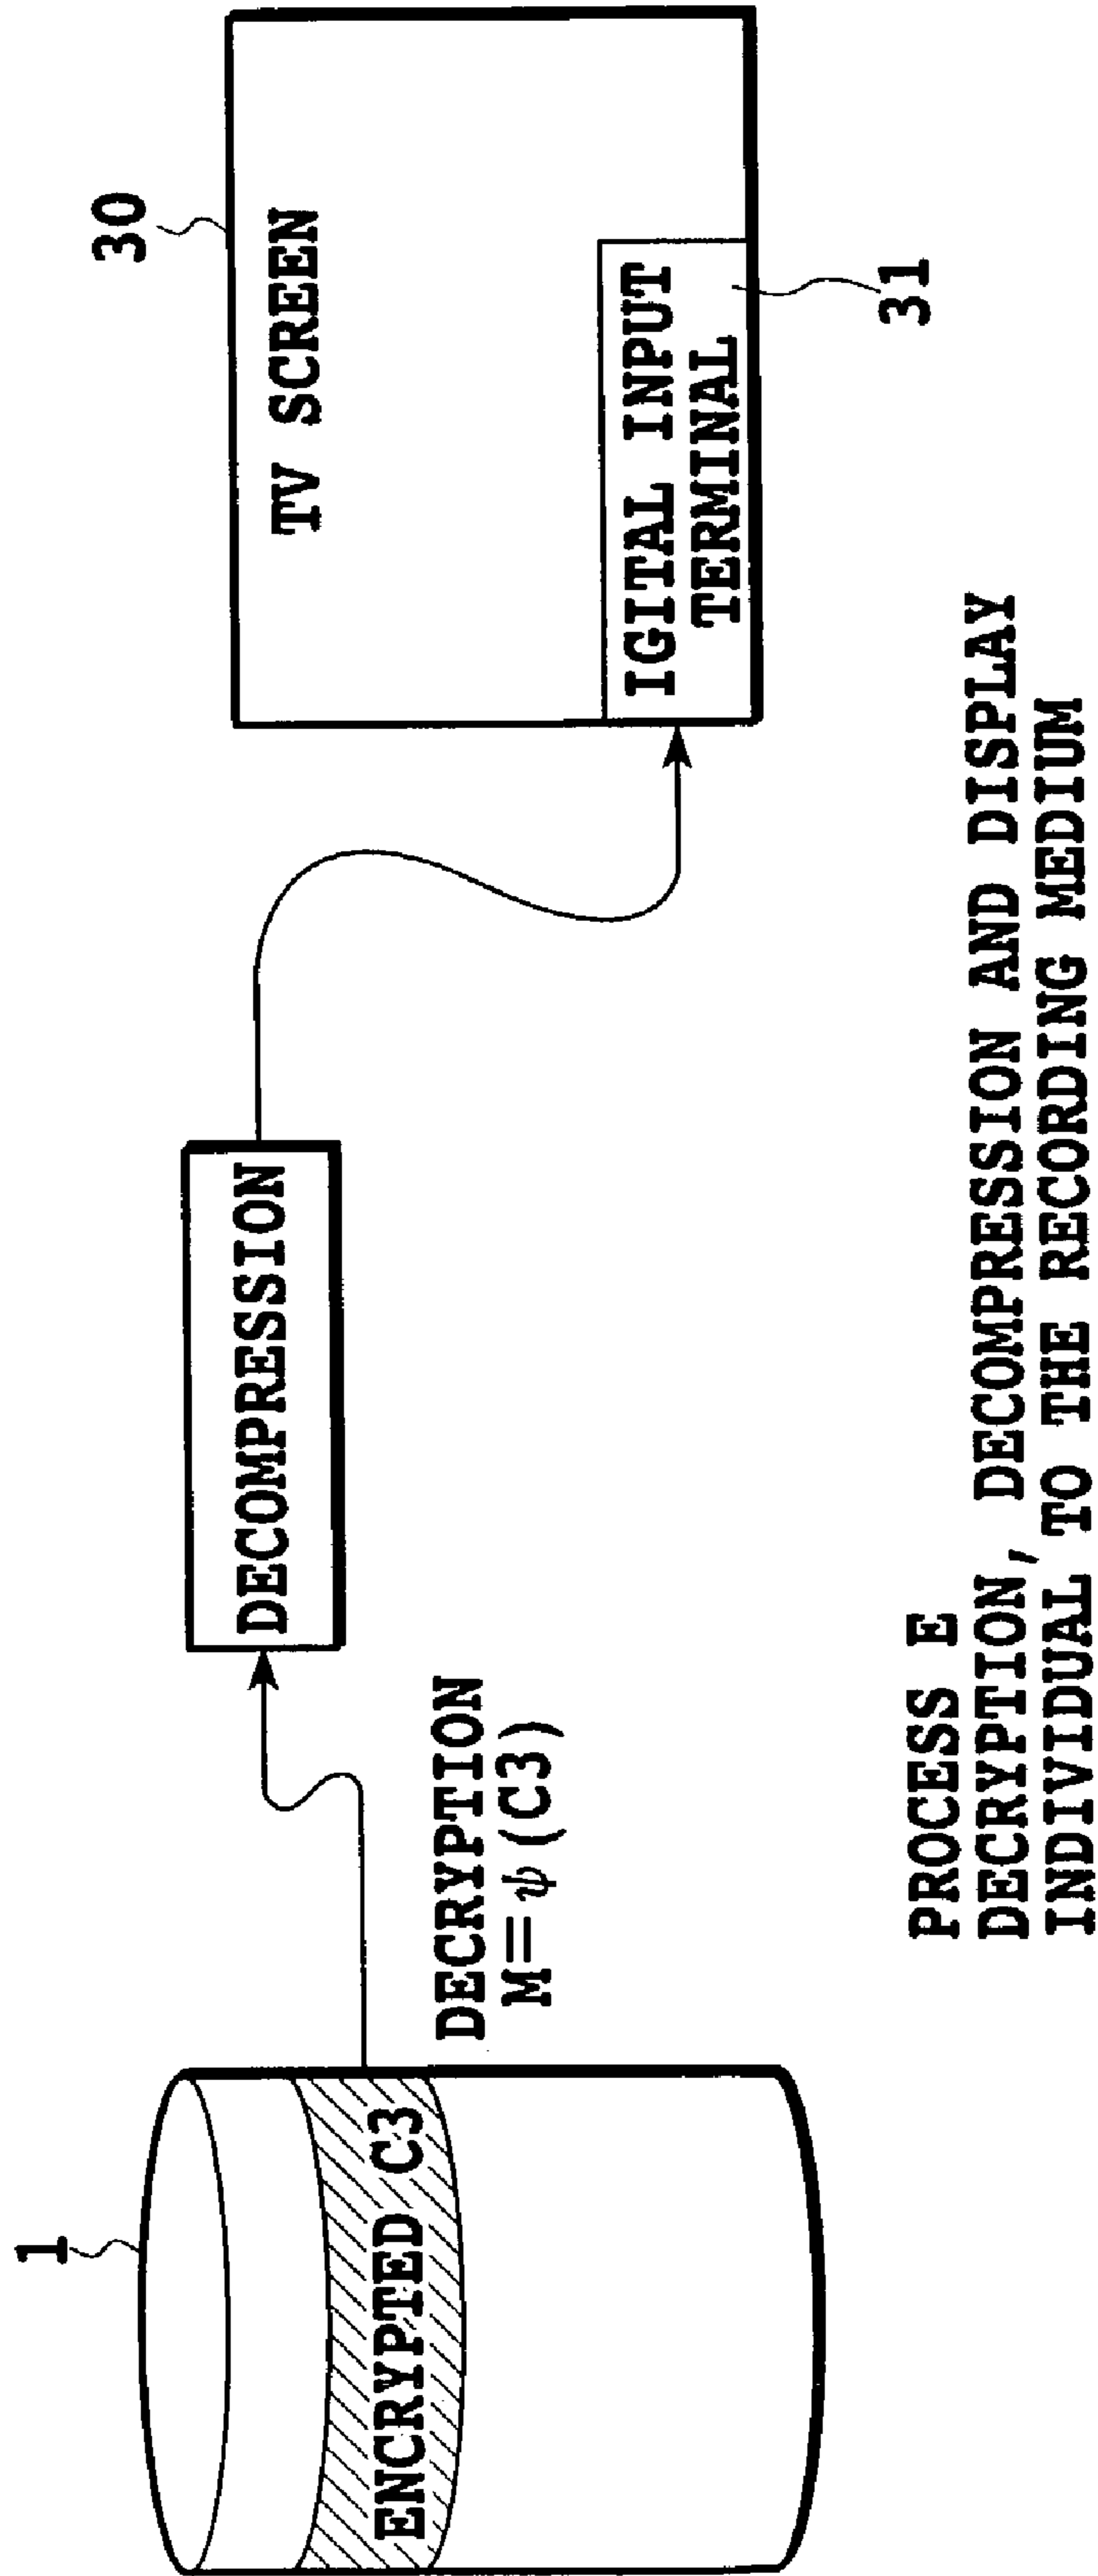 1
ENCRYPTED C3
DECRYPTION
M=ψ(C3)
DECOMPRESSION
30
TV SCREEN
IGITAL INPUT
TERMINAL
31
PROCESS E
DECRYPTION, DECOMPRESSION AND DISPLAY
INDIVIDUAL TO THE RECORDING MEDIUM